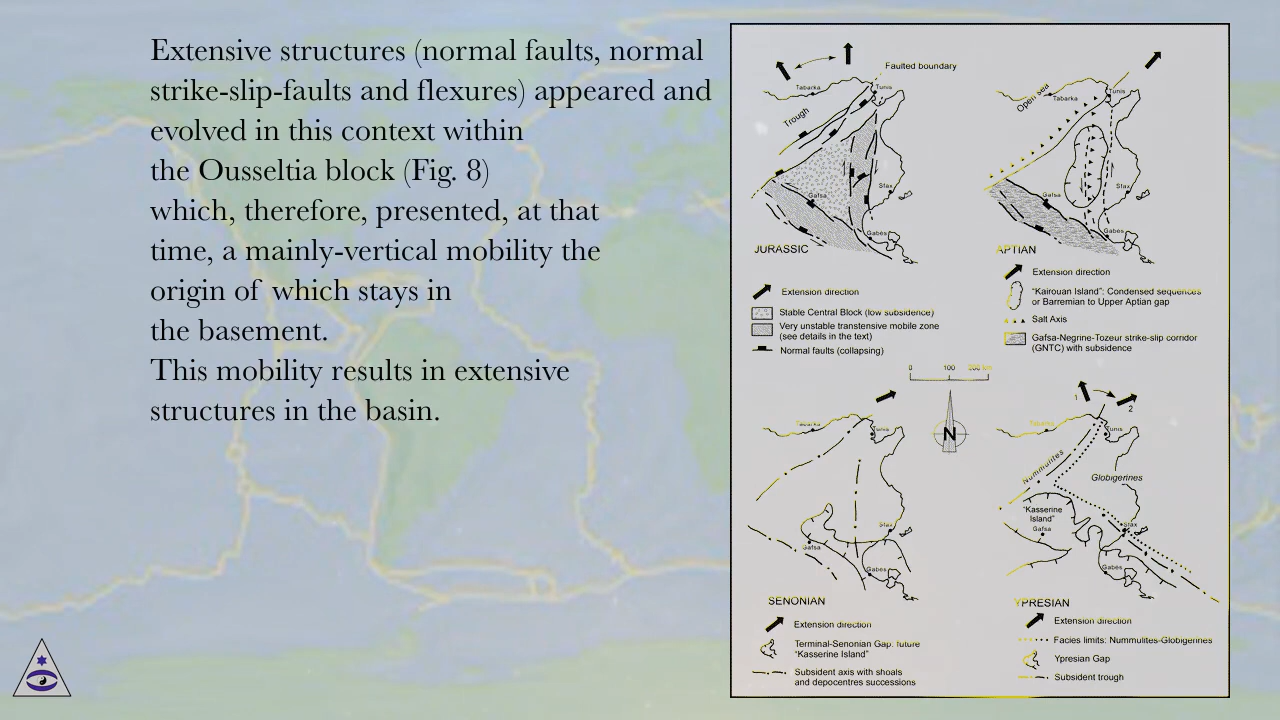 Extensive structures (normal faults, normal
strike-slip-faults and flexures) appeared and
evolved in this context within
the Ousseltia block (Fig. 8)
which, therefore, presented, at that
time, a mainly-vertical mobility the
origin of which stays in
the basement.
This mobility results in extensive
structures in the basin.
Faulted boundary
Tabarka
Tunis
Trough
Gafsa
Sfax
Gabès
JURASSIC
Extension direction
Stable Central Block (low subsidence)
Very unstable transtensive mobile zone
(see details in the text)
Normal faults (collapsing)
Open sea
Tabarka
Tunis
Gafsa
Sfax
Gabès
APTIAN
Extension direction
"Kairouan Island": Condensed sequences
or Barremian to Upper Aptian gap
Salt Axis
Gafsa-Negrine-Tozeur strike-slip corridor
(GNTC) with subsidence
0 100 200 km
N
Tabarka
Tunis
Sfax
Gafsa
Gabès
SENONIAN
Extension direction
Terminal-Senonian Gap: future
"Kasserine Island"
Subsident axis with shoals
and depocentres successions
1
2
Tabarka
Tunis
Nummulites
Globigerines
"Kasserine
Island"
Gafsa
Sfax
Gabès
YPRESIAN
Extension direction
Facies limits: Nummulites-Globigerines
Ypresian Gap
Subsident trough